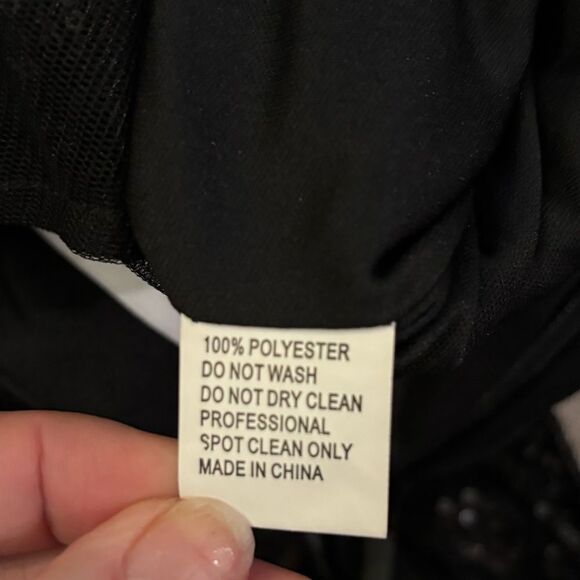 100% POLYESTER
DO NOT WASH
DO NOT DRY CLEAN
PROFESSIONAL
SPOT CLEAN ONLY
MADE IN CHINA